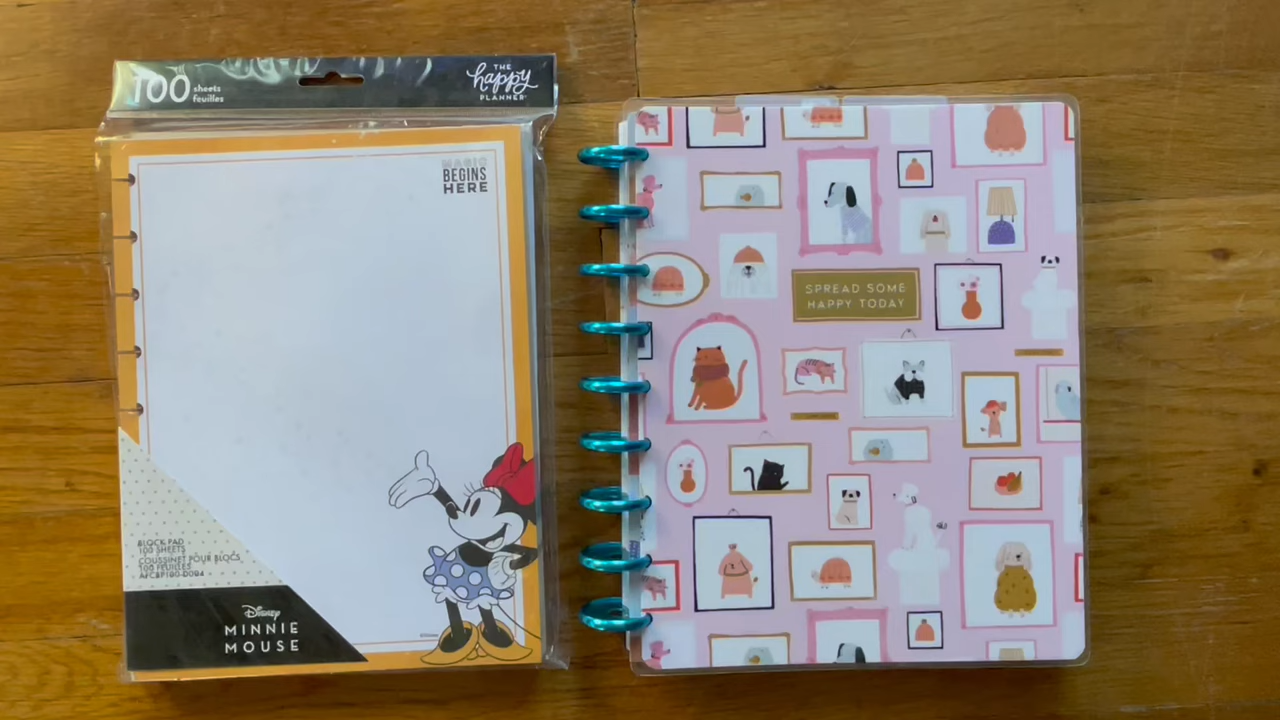 100 sheets
feuilles
THE
happy
PLANNER
MAGIC
BEGINS
HERE
BLOCK PAD
100 SHEETS
COUSSINET POUR BLOCS
100 FEUILLES
Disney
MINNIE
MOUSE
©Disney
SPREAD SOME
HAPPY TODAY